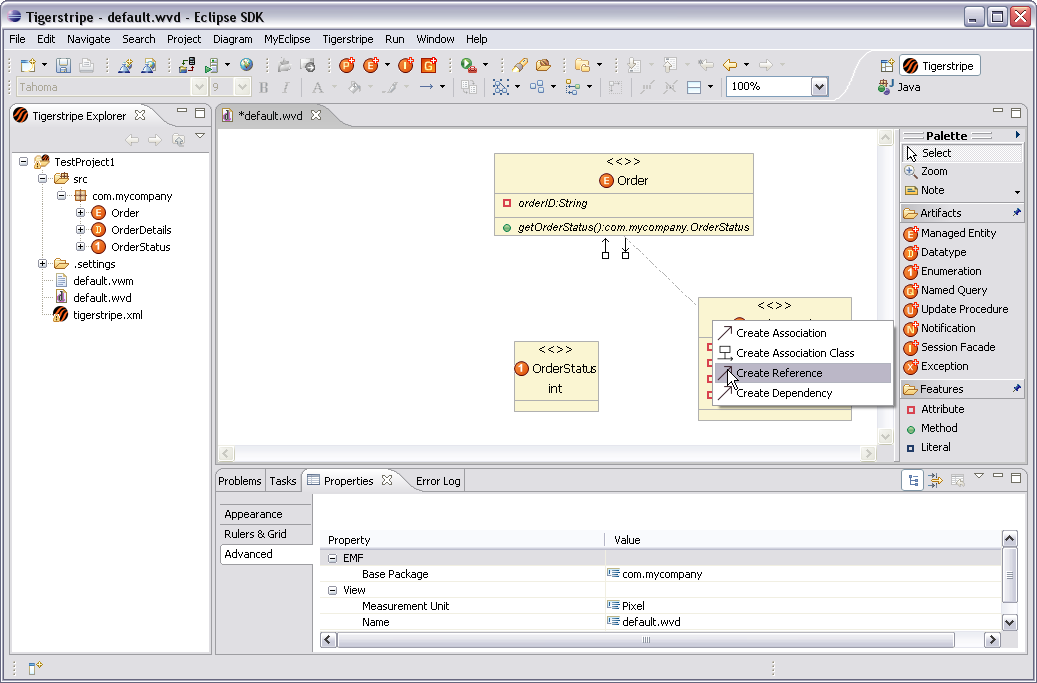 Tigerstripe - default.wvd - Eclipse SDK
File Edit Navigate Search Project Diagram MyEclipse Tigerstripe Run Window Help
Tahoma 9 B I A 100%
Tigerstripe
Java
Tigerstripe Explorer
TestProject1
src
com.mycompany
Order
OrderDetails
OrderStatus
.settings
default.vwm
default.wvd
tigerstripe.xml
*default.wvd
<<>>
Order
orderID:String
getOrderStatus():com.mycompany.OrderStatus
<<>>
OrderStatus
int
<<>>
Create Association
Create Association Class
Create Reference
Create Dependency
Palette
Select
Zoom
Note
Artifacts
Managed Entity
Datatype
Enumeration
Named Query
Update Procedure
Notification
Session Facade
Exception
Features
Attribute
Method
Literal
Problems Tasks Properties Error Log
Appearance
Rulers & Grid
Advanced
Property Value
EMF
Base Package com.mycompany
View
Measurement Unit Pixel
Name default.wvd